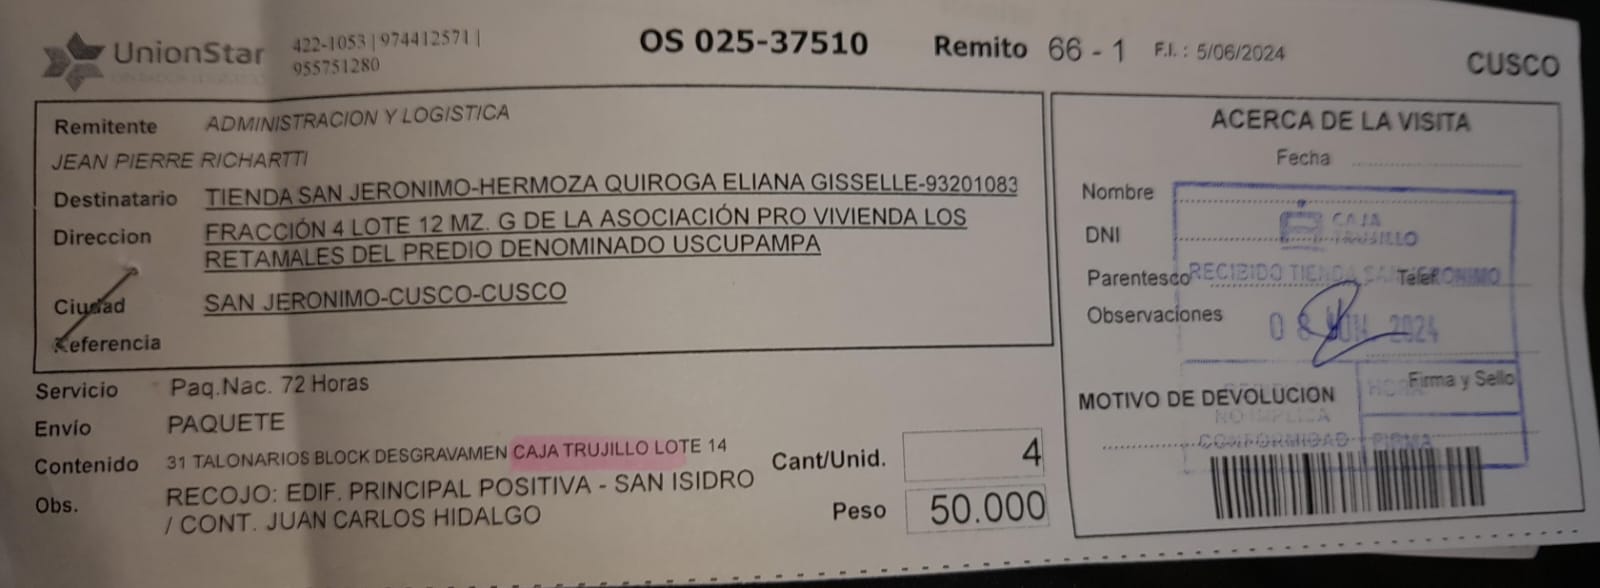 UnionStar
422-1053 | 974412571 |
955751280
OS 025-37510
Remito 66 - 1 F.I. : 5/06/2024
CUSCO
Remitente ADMINISTRACION Y LOGISTICA
JEAN PIERRE RICHARTTI
Destinatario TIENDA SAN JERONIMO-HERMOZA QUIROGA ELIANA GISSELLE-93201083
Direccion FRACCIÓN 4 LOTE 12 MZ. G DE LA ASOCIACIÓN PRO VIVIENDA LOS
RETAMALES DEL PREDIO DENOMINADO USCUPAMPA
Ciudad SAN JERONIMO-CUSCO-CUSCO
Referencia
Servicio Paq.Nac. 72 Horas
Envío PAQUETE
Contenido 31 TALONARIOS BLOCK DESGRAVAMEN CAJA TRUJILLO LOTE 14
Obs. RECOJO: EDIF. PRINCIPAL POSITIVA - SAN ISIDRO
/ CONT. JUAN CARLOS HIDALGO
Cant/Unid. 4
Peso 50.000
ACERCA DE LA VISITA
Fecha
Nombre
DNI
Parentesco
Observaciones
CAJA
TRUJILLO
RECIBIDO TIENDA SAN JERONIMO
08 JUN 2024
Firma y Sello
MOTIVO DE DEVOLUCION
NO IMPLICA
CONFORMIDAD
FIRMA